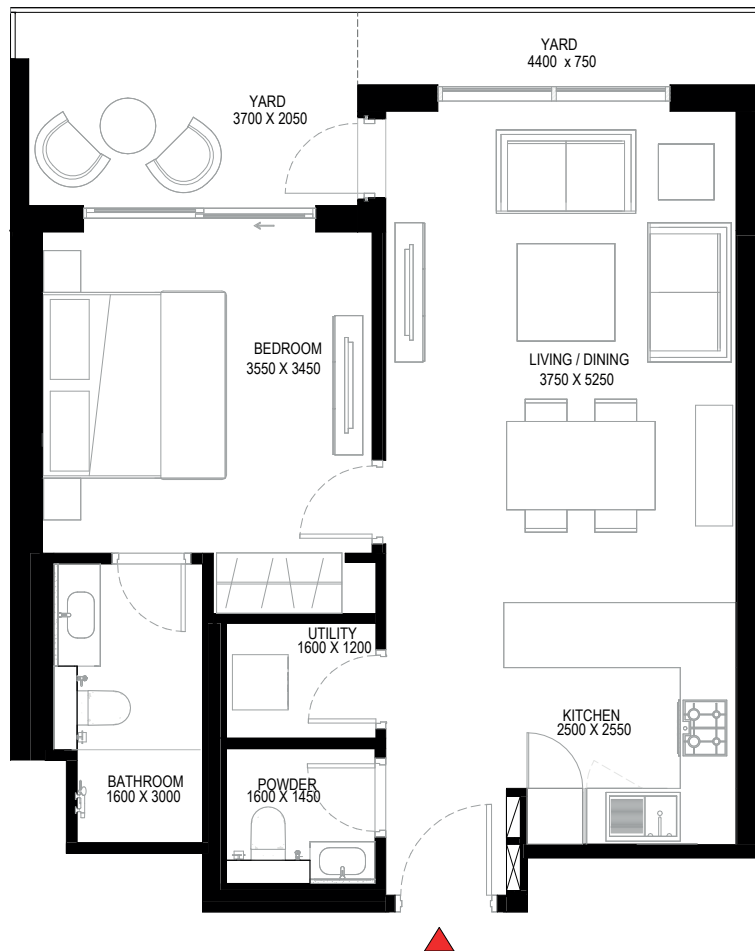 YARD
4400 x 750
YARD
3700 X 2050
BEDROOM
3550 X 3450
LIVING / DINING
3750 X 5250
UTILITY
1600 X 1200
KITCHEN
2500 X 2550
BATHROOM
1600 X 3000
POWDER
1600 X 1450